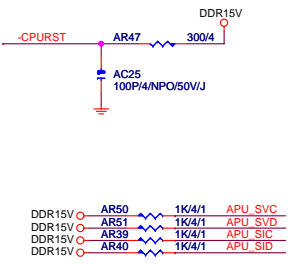 DDR15V
-CPURST AR47 300/4
AC25
100P/4/NPO/50V/J
DDR15V AR50 1K/4/1 APU_SVC
DDR15V AR51 1K/4/1 APU_SVD
DDR15V AR39 1K/4/1 APU_SIC
DDR15V AR40 1K/4/1 APU_SID